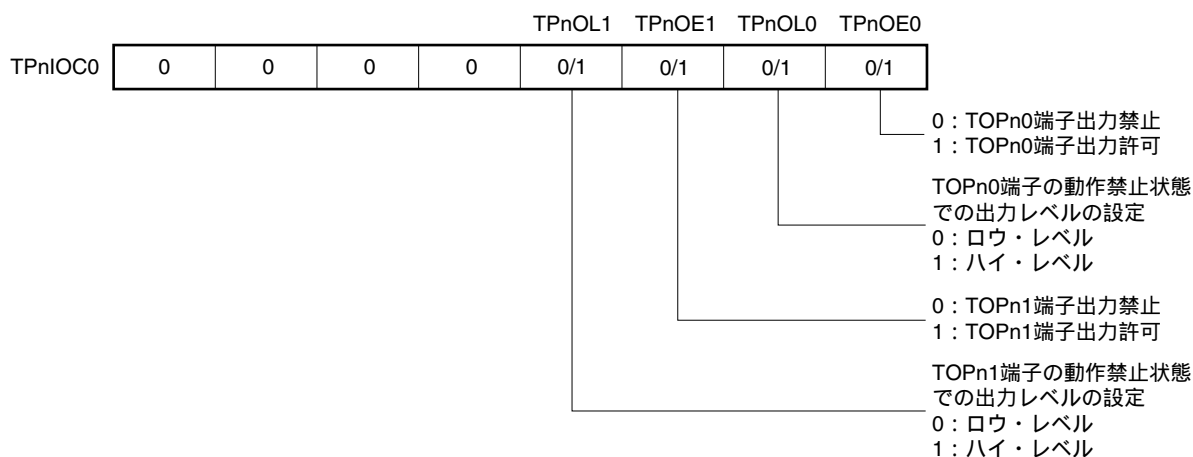 TPnOL1 TPnOE1 TPnOL0 TPnOE0
TPnIOC0 0 0 0 0 0/1 0/1 0/1 0/1
0：TOPn0端子出力禁止
1：TOPn0端子出力許可
TOPn0端子の動作禁止状態
での出力レベルの設定
0：ロウ・レベル
1：ハイ・レベル
0：TOPn1端子出力禁止
1：TOPn1端子出力許可
TOPn1端子の動作禁止状態
での出力レベルの設定
0：ロウ・レベル
1：ハイ・レベル